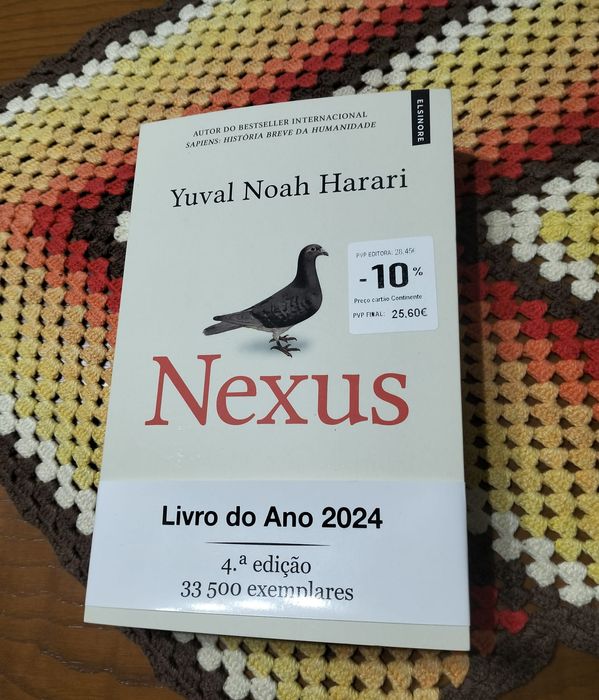 AUTOR DO BESTSELLER INTERNACIONAL
SAPIENS: HISTÓRIA BREVE DA HUMANIDADE
ELSINORE
Yuval Noah Harari
PVP EDITORA: 28,45€
-10%
Preço cartão Continente
PVP FINAL: 25,60€
Nexus
Livro do Ano 2024
4.ª edição
33 500 exemplares